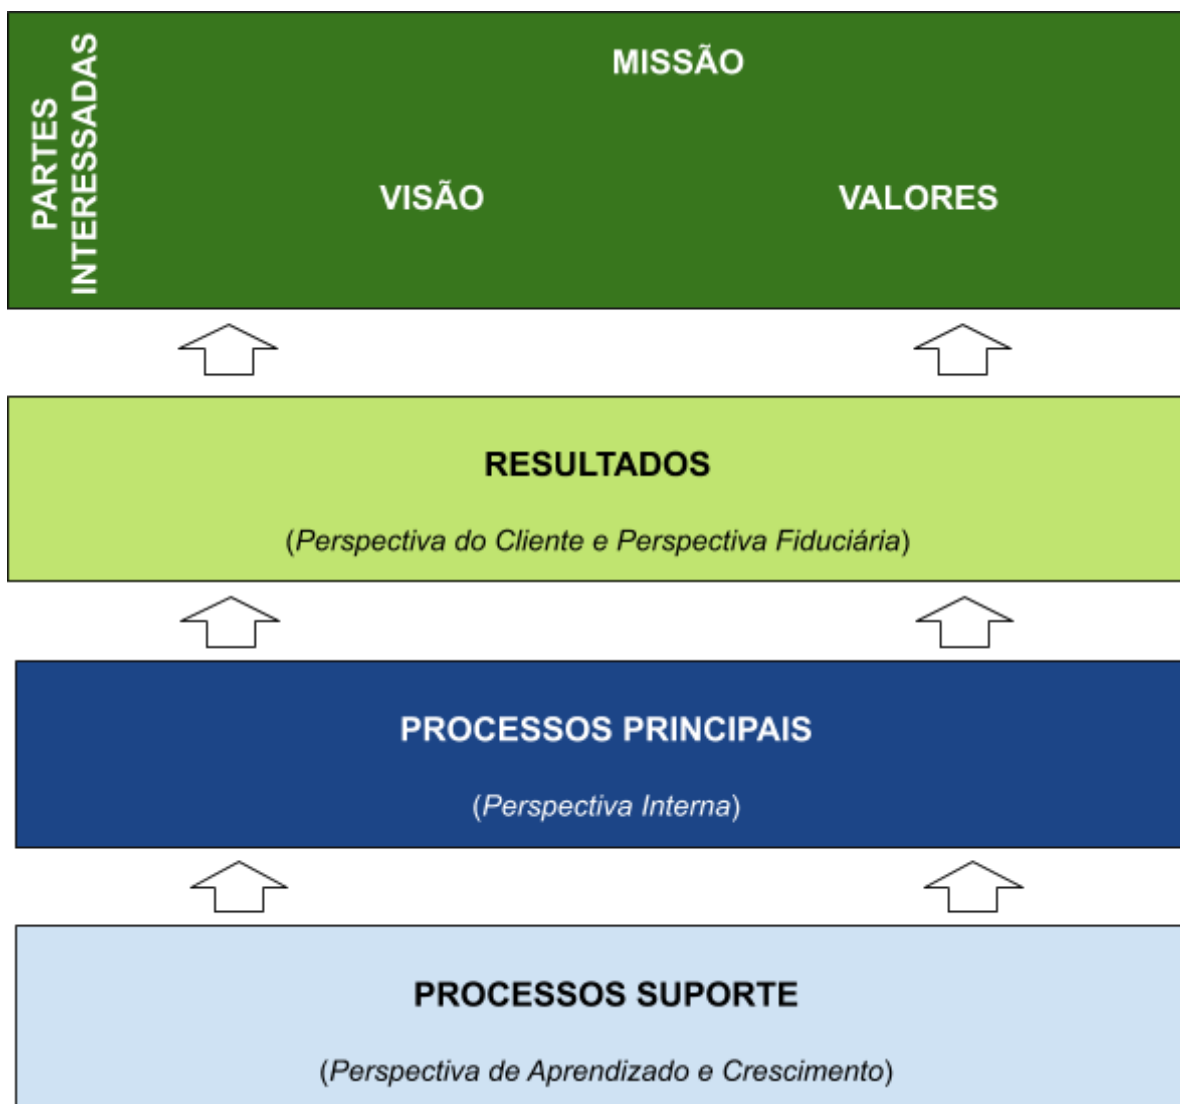 PARTES
INTERESSADAS
MISSÃO
VISÃO
VALORES
RESULTADOS
(Perspectiva do Cliente e Perspectiva Fiduciária)
PROCESSOS PRINCIPAIS
(Perspectiva Interna)
PROCESSOS SUPORTE
(Perspectiva de Aprendizado e Crescimento)